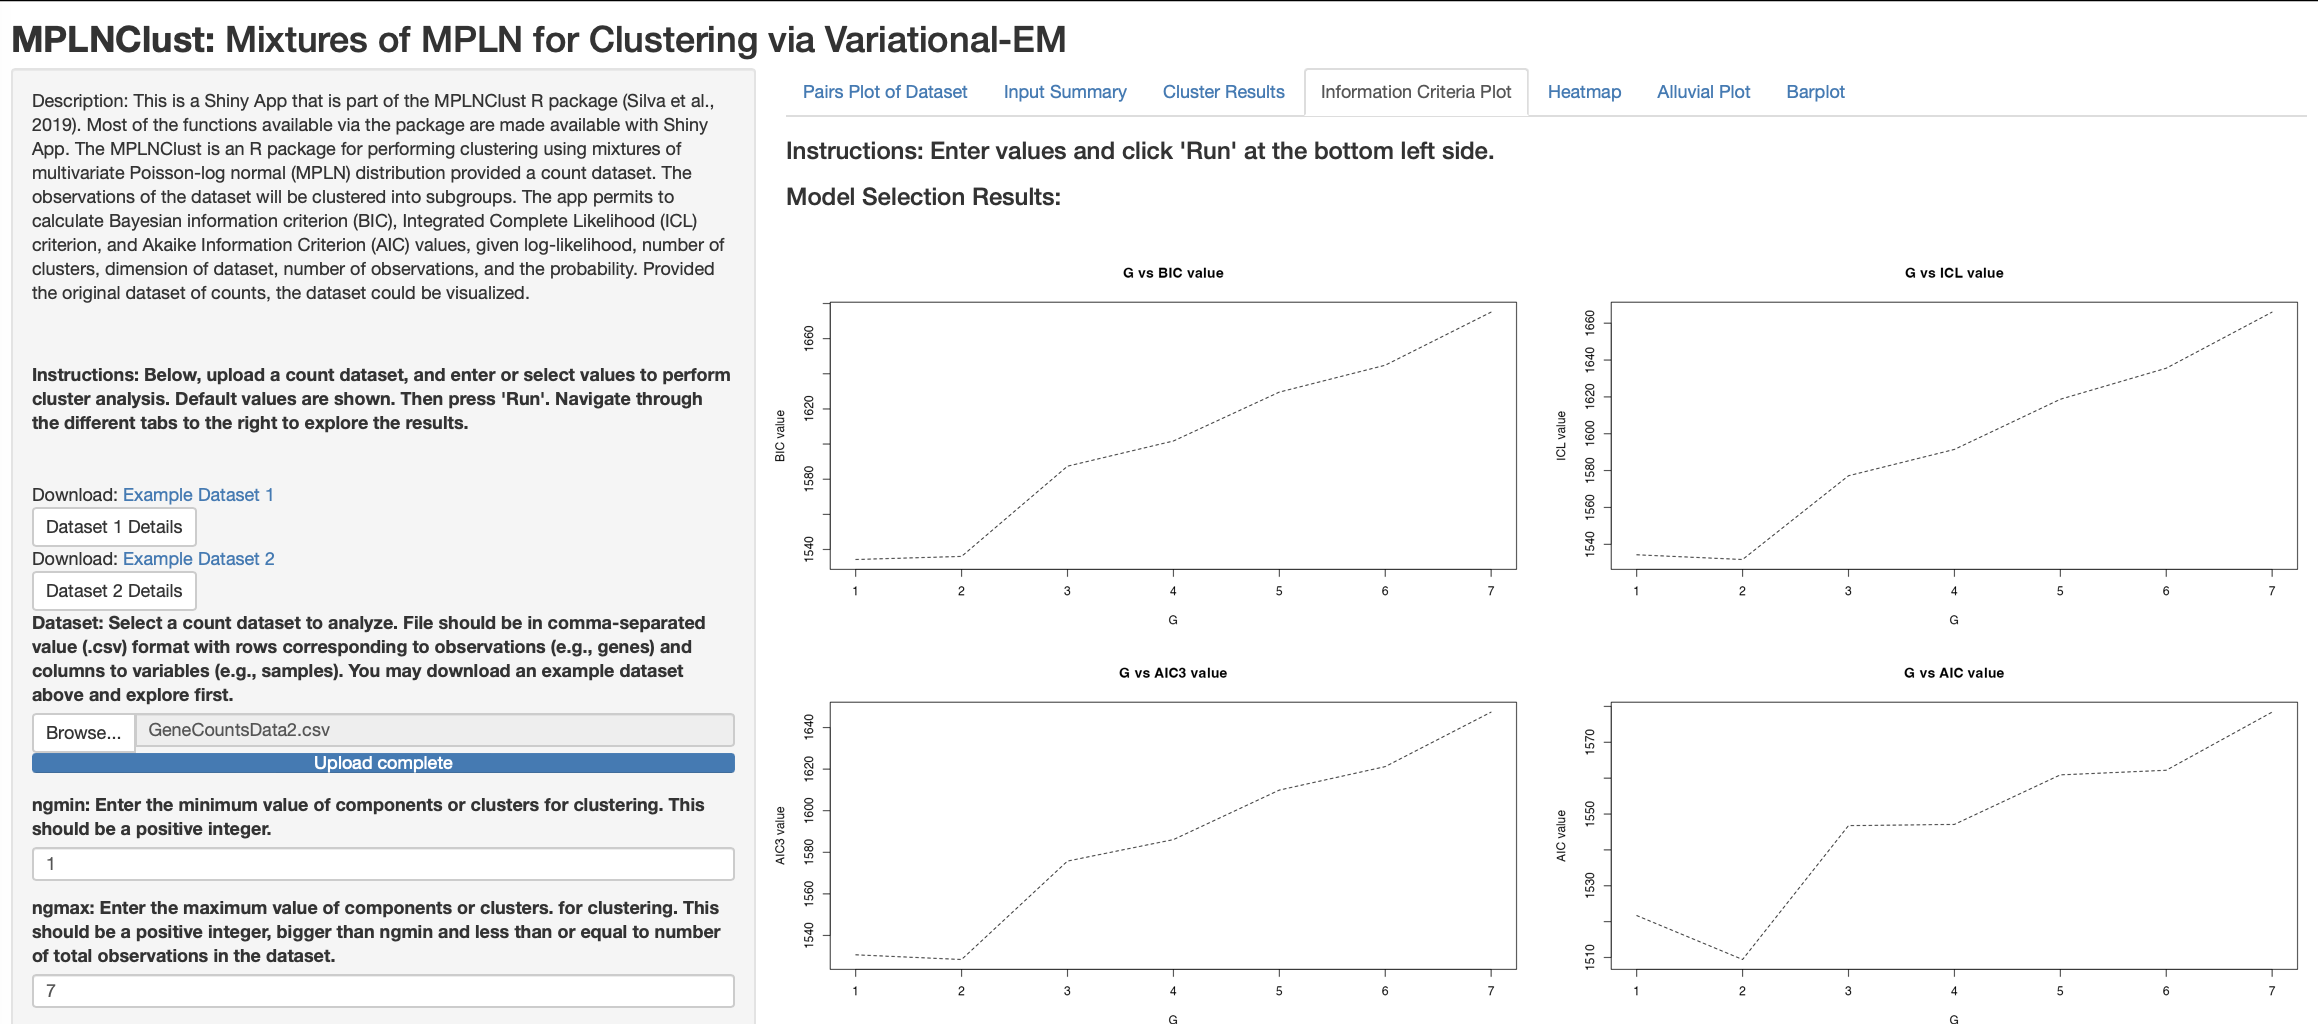 MPLNClust: Mixtures of MPLN for Clustering via Variational-EM
Description: This is a Shiny App that is part of the MPLNClust R package (Silva et al.,
2019). Most of the functions available via the package are made available with Shiny
App. The MPLNClust is an R package for performing clustering using mixtures of
multivariate Poisson-log normal (MPLN) distribution provided a count dataset. The
observations of the dataset will be clustered into subgroups. The app permits to
calculate Bayesian information criterion (BIC), Integrated Complete Likelihood (ICL)
criterion, and Akaike Information Criterion (AIC) values, given log-likelihood, number of
clusters, dimension of dataset, number of observations, and the probability. Provided
the original dataset of counts, the dataset could be visualized.
Instructions: Below, upload a count dataset, and enter or select values to perform
cluster analysis. Default values are shown. Then press 'Run'. Navigate through
the different tabs to the right to explore the results.
Download: Example Dataset 1
Dataset 1 Details
Download: Example Dataset 2
Dataset 2 Details
Dataset: Select a count dataset to analyze. File should be in comma-separated
value (.csv) format with rows corresponding to observations (e.g., genes) and
columns to variables (e.g., samples). You may download an example dataset
above and explore first.
Browse... GeneCountsData2.csv
Upload complete
ngmin: Enter the minimum value of components or clusters for clustering. This
should be a positive integer.
1
ngmax: Enter the maximum value of components or clusters. for clustering. This
should be a positive integer, bigger than ngmin and less than or equal to number
of total observations in the dataset.
7
Pairs Plot of Dataset Input Summary Cluster Results Information Criteria Plot Heatmap Alluvial Plot Barplot
Instructions: Enter values and click 'Run' at the bottom left side.
Model Selection Results:
G vs BIC value
BIC value
1660
1620
1580
1540
1 2 3 4 5 6 7
G
G vs ICL value
ICL value
1660
1640
1620
1600
1580
1560
1540
1 2 3 4 5 6 7
G
G vs AIC3 value
AIC3 value
1640
1620
1600
1580
1560
1540
1 2 3 4 5 6 7
G
G vs AIC value
AIC value
1570
1550
1530
1510
1 2 3 4 5 6 7
G